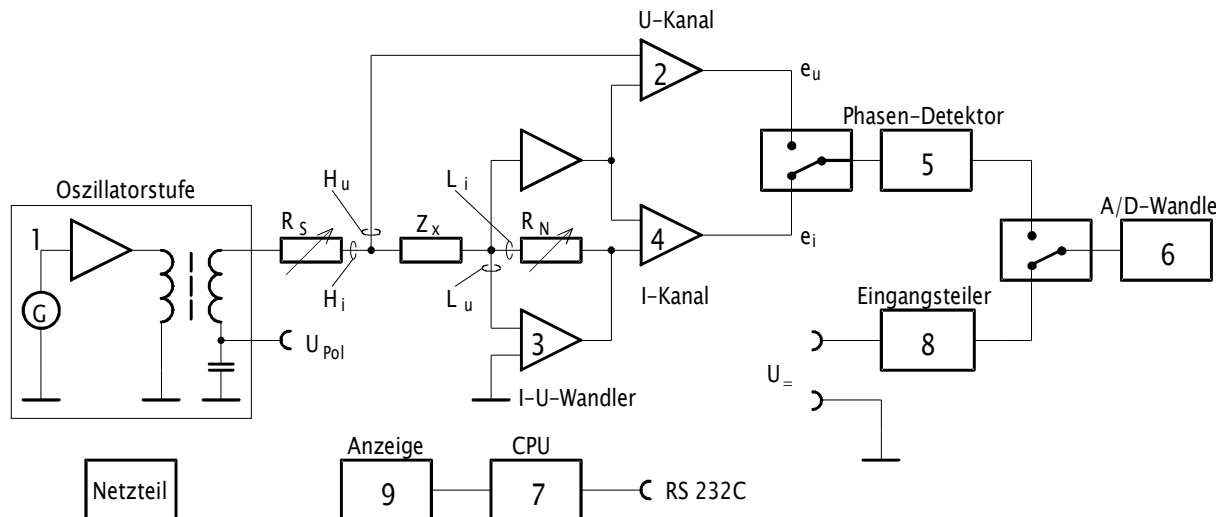 U-Kanal
2
e u
Phasen-Detektor
5
Oszillatorstufe
H u
L i
R S
Z x
R N
1
4
e i
A/D-Wandle
6
G
H i
L u
I-Kanal
Eingangsteiler
8
U Pol
3
U =
I-U-Wandler
Anzeige
CPU
Netzteil
9
7
RS 232C